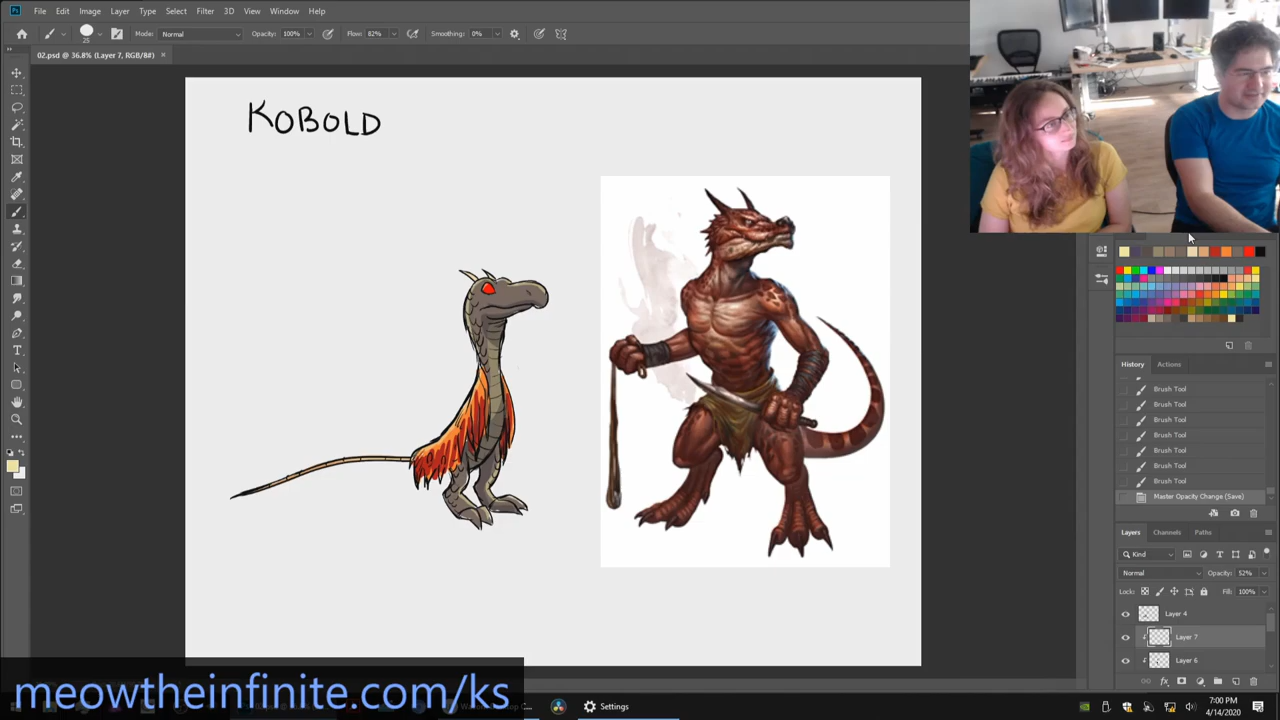 File Edit Image Layer Type Select Filter 3D View Window Help
25 Mode: Normal Opacity: 100% Flow: 82% Smoothing: 0%
02.psd @ 36.8% (Layer 7, RGB/8#)
KOBOLD
History Actions
Brush Tool
Brush Tool
Brush Tool
Brush Tool
Brush Tool
Brush Tool
Brush Tool
Master Opacity Change (Save)
Layers Channels Paths
Kind
Normal Opacity: 52%
Lock: Fill: 100%
Layer 4
Layer 7
Layer 6
meowtheinfinite.com/ks
Settings
7:00 PM
4/14/2020